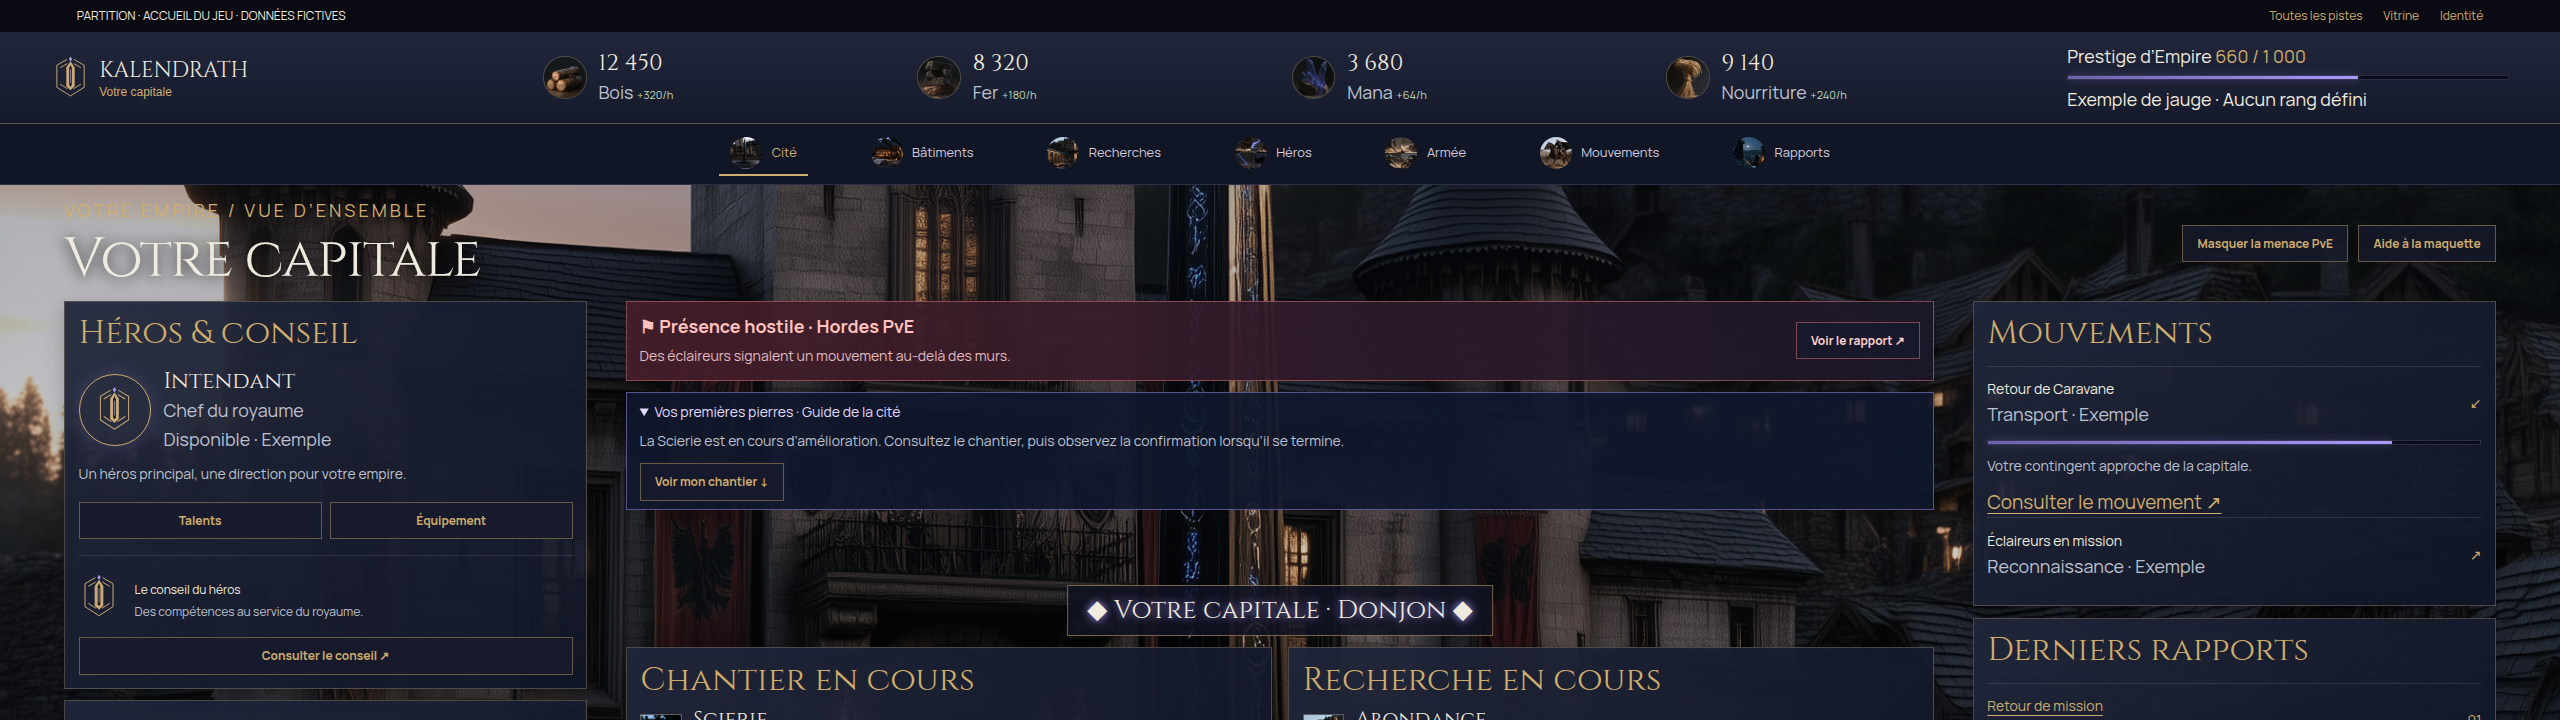 PARTITION · ACCUEIL DU JEU · DONNÉES FICTIVES
Toutes les pistes Vitrine Identité
KALENDRATH
Votre capitale
12 450
Bois +320/h
8 320
Fer +180/h
3 680
Mana +64/h
9 140
Nourriture +240/h
Prestige d’Empire 660 / 1 000
Exemple de jauge · Aucun rang défini
Cité Bâtiments Recherches Héros Armée Mouvements Rapports
VOTRE EMPIRE / VUE D’ENSEMBLE
Votre capitale
Masquer la menace PvE Aide à la maquette
Héros & conseil
Intendant
Chef du royaume
Disponible · Exemple
Un héros principal, une direction pour votre empire.
Talents Équipement
Le conseil du héros
Des compétences au service du royaume.
Consulter le conseil ↗
⚑ Présence hostile · Hordes PvE
Des éclaireurs signalent un mouvement au-delà des murs.
Voir le rapport ↗
▼ Vos premières pierres · Guide de la cité
La Scierie est en cours d’amélioration. Consultez le chantier, puis observez la confirmation lorsqu’il se termine.
Voir mon chantier ↓
◆ Votre capitale · Donjon ◆
Chantier en cours
Scierie
Recherche en cours
Abondance
Mouvements
Retour de Caravane
Transport · Exemple
↙
Votre contingent approche de la capitale.
Consulter le mouvement ↗
Éclaireurs en mission
Reconnaissance · Exemple
↗
Derniers rapports
Retour de mission
01